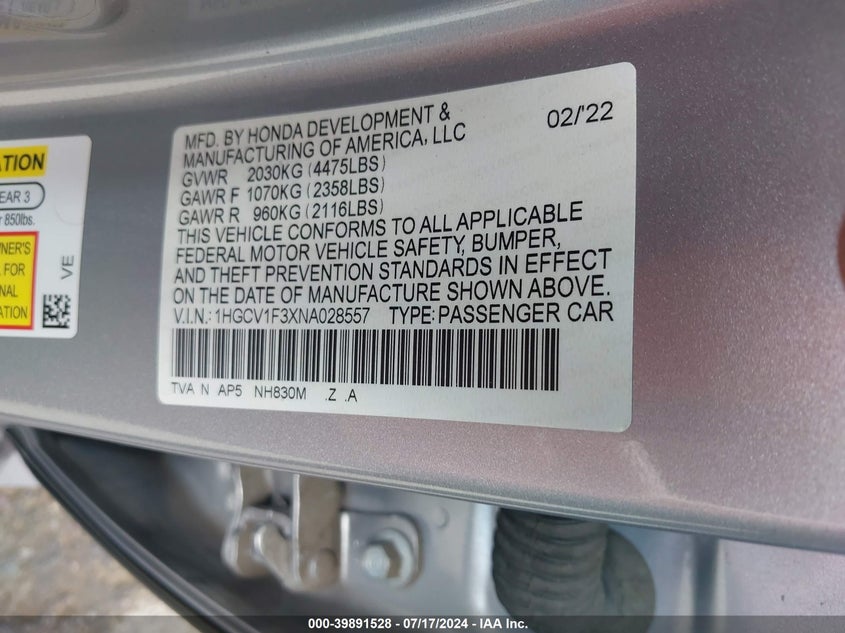 MFD. BY HONDA DEVELOPMENT &
MANUFACTURING OF AMERICA, LLC
02/'22
GVWR 2030KG (4475LBS)
GAWR F 1070KG (2358LBS)
GAWR R 960KG (2116LBS)
THIS VEHICLE CONFORMS TO ALL APPLICABLE
FEDERAL MOTOR VEHICLE SAFETY, BUMPER,
AND THEFT PREVENTION STANDARDS IN EFFECT
ON THE DATE OF MANUFACTURE SHOWN ABOVE.
V.I.N.: 1HGCV1F3XNA028557 TYPE: PASSENGER CAR
TVA N AP5 NH830M .Z .A
ATION
EAR 3
850lbs.
NER'S
FOR
NAL
ATION
VE
000-39891528 - 07/17/2024 - IAA Inc.